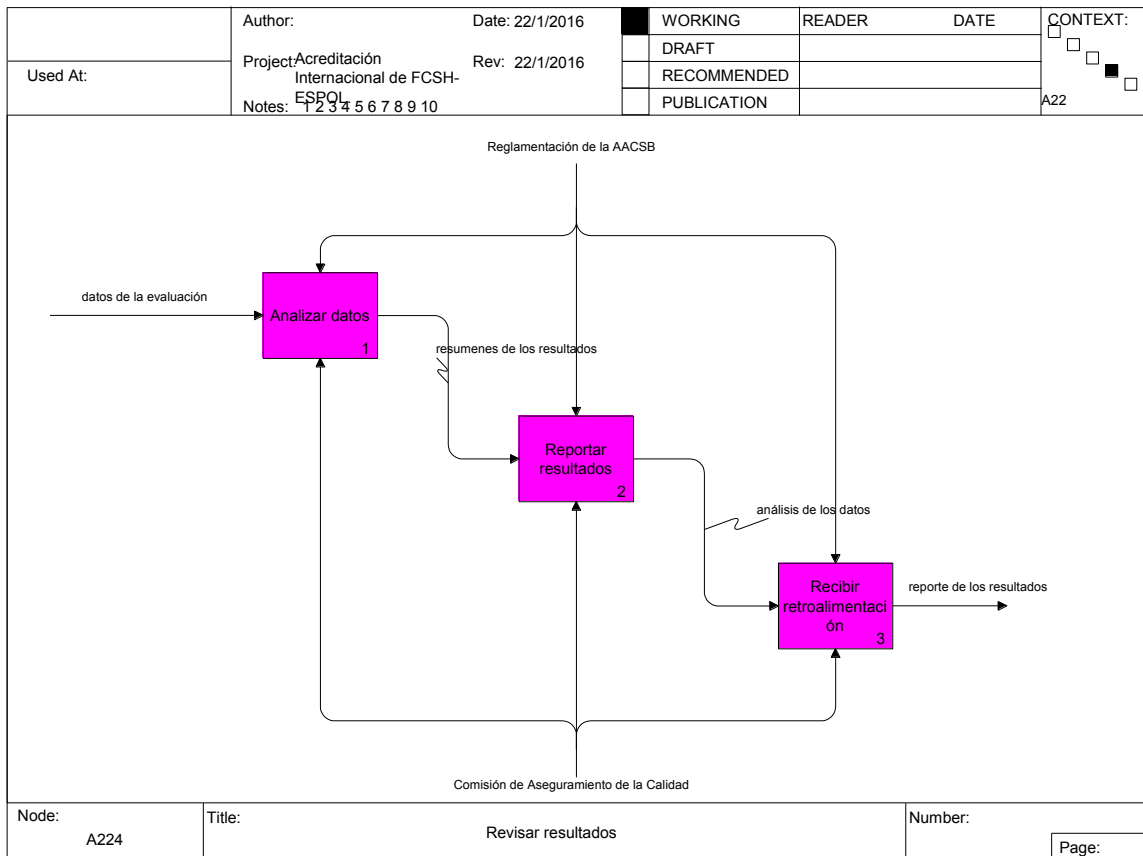 Used At:
Author:
Date: 22/1/2016
Project: Acreditación
Internacional de FCSH-
ESPOL
Rev: 22/1/2016
Notes: 1 2 3 4 5 6 7 8 9 10
WORKING
DRAFT
RECOMMENDED
PUBLICATION
READER DATE
CONTEXT:
A22
Reglamentación de la AACSB
datos de la evaluación
Analizar datos
1
resumenes de los resultados
Reportar
resultados
2
análisis de los datos
Recibir
retroalimentaci
ón
3
reporte de los resultados
Comisión de Aseguramiento de la Calidad
Node:
A224
Title:
Revisar resultados
Number:
Page: